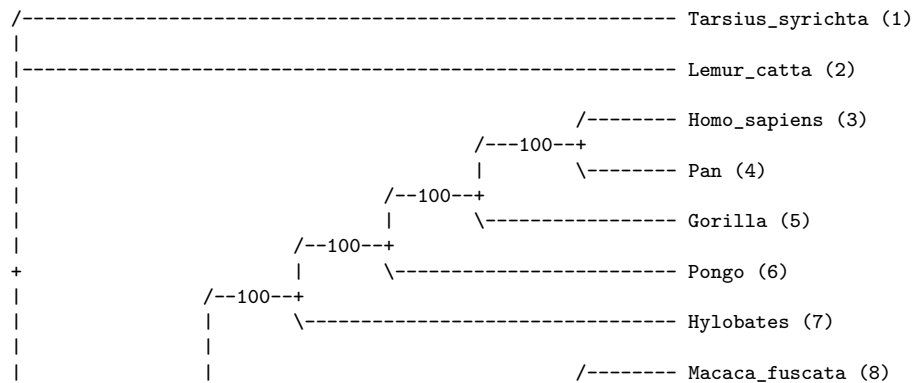 /---------------------------------------------------------- Tarsius_syrichta (1)
|
|---------------------------------------------------------- Lemur_catta (2)
|
|                                                 /-------- Homo_sapiens (3)
|                                        /---100--+
|                                        |        \-------- Pan (4)
|                                /--100--+
|                                |       \----------------- Gorilla (5)
|                        /--100--+
+                        |       \------------------------- Pongo (6)
|                /--100--+
|                |       \--------------------------------- Hylobates (7)
|                |
|                |                                /-------- Macaca_fuscata (8)